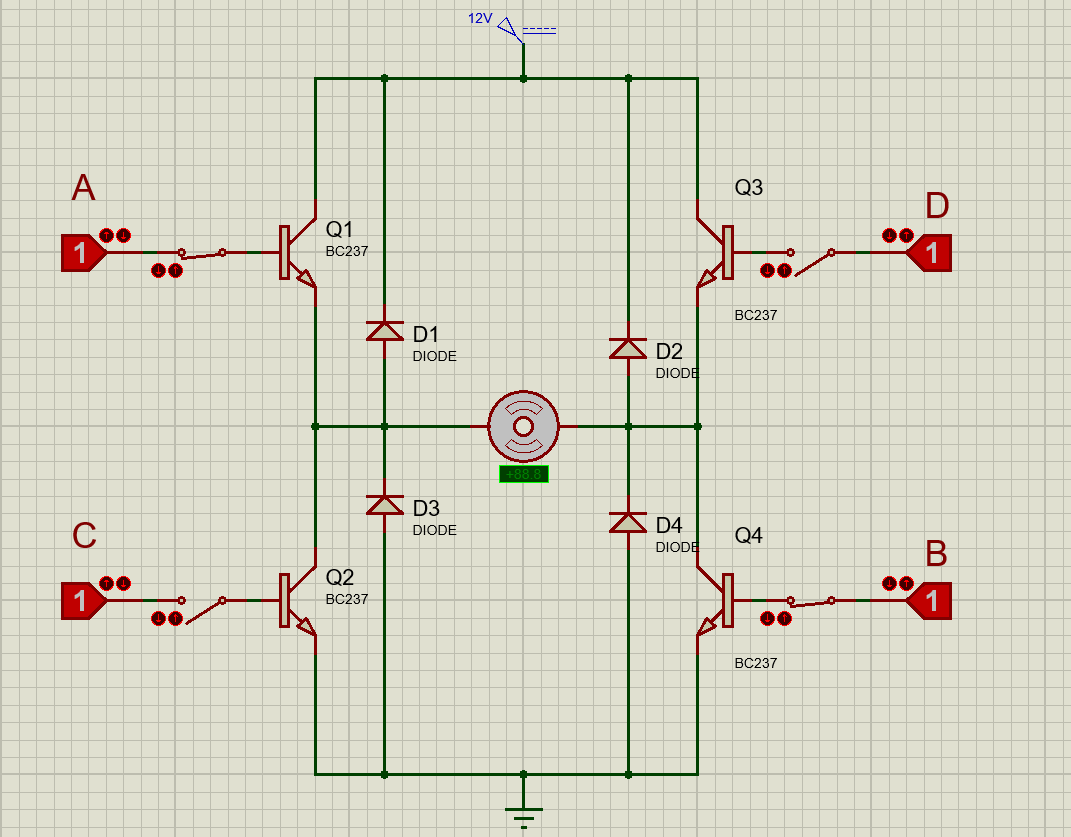 12V
A
Q3
D
Q1
BC237
1
1
BC237
D1
DIODE
D2
DIODE
+88.8
D3
DIODE
C
D4
DIODE
Q4
B
Q2
BC237
1
1
BC237